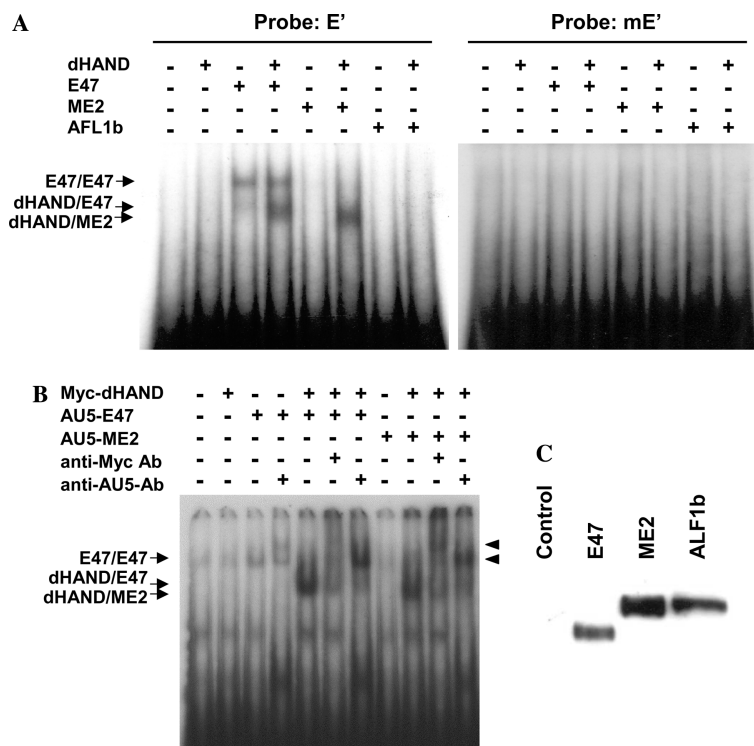 A
Probe: E’ Probe: mE’
dHAND - + - + - + - + - + - + - + - +
E47 - - + + - - - - - - + + - - - -
ME2 - - - - + + - - - - - - + + - -
AFL1b - - - - - - + + - - - - - - + +
E47/E47
dHAND/E47
dHAND/ME2
B
Myc-dHAND - + - - + + + - + + +
AU5-E47 - - + + + + + - - - -
AU5-ME2 - - - - - - - + + + +
anti-Myc Ab - - - - - + - - - + -
anti-AU5-Ab - - - + - - + - - - +
E47/E47
dHAND/E47
dHAND/ME2
C
Control
E47
ME2
ALF1b